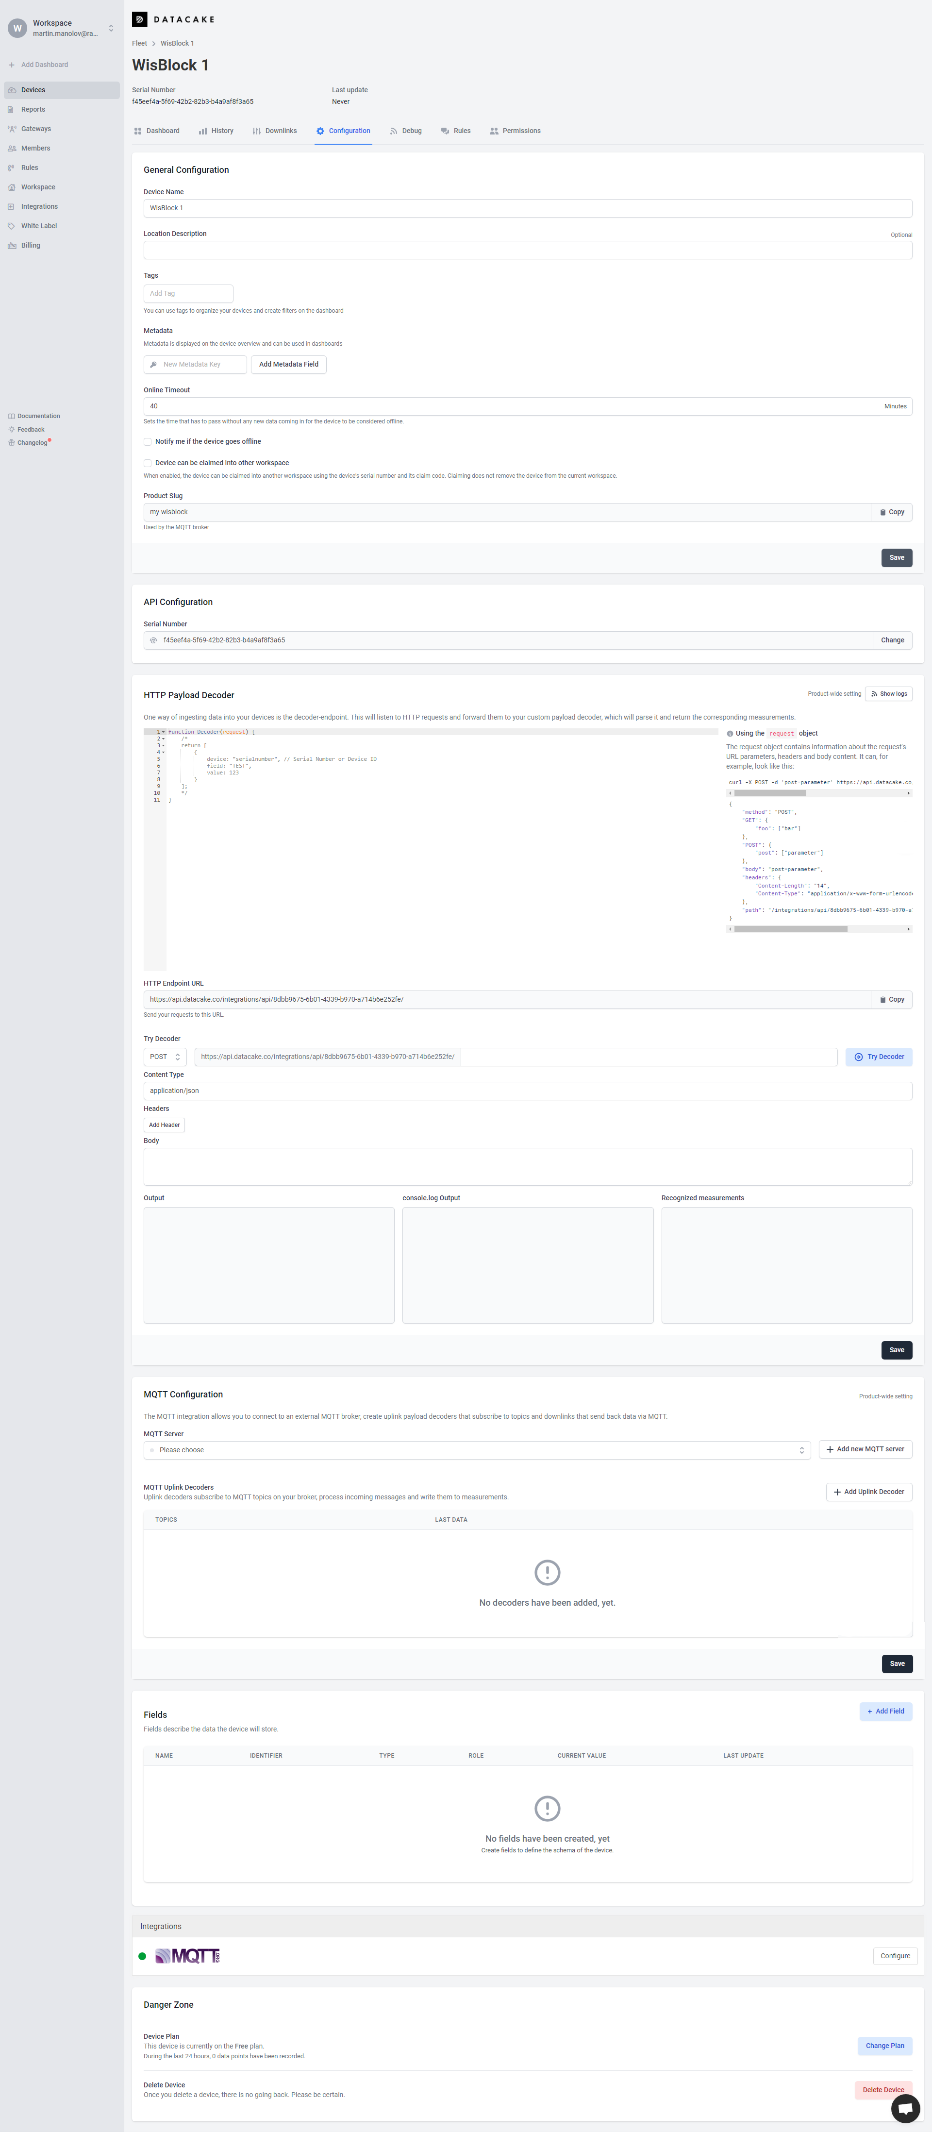 W
Workspace
martin.manolov@ra...
Add Dashboard
Devices
Reports
Gateways
Members
Rules
Workspace
Integrations
White Label
Billing
Documentation
Feedback
Changelog
DATACAKE
Fleet > WisBlock 1
WisBlock 1
Serial Number
Last update
f45eef4a-5f69-42b2-82b3-b4a9af8f3a65
Never
Dashboard
History
Downlinks
Configuration
Debug
Rules
Permissions
General Configuration
Device Name
WisBlock 1
Location Description
Optional
Tags
Add Tag
You can use tags to organize your devices and create filters on the dashboard
Metadata
Metadata is displayed on the device overview and can be used in dashboards
New Metadata Key
Add Metadata Field
Online Timeout
40
Minutes
Sets the time that has to pass without any new data coming in for the device to be considered offline.
Notify me if the device goes offline
Device can be claimed into other workspace
When enabled, the device can be claimed into another workspace using the device's serial number and its claim code. Claiming does not remove the device from the current workspace.
Product Slug
my wisblock
Copy
Used by the MQTT broker
Save
API Configuration
Serial Number
f45eef4a-5f69-42b2-82b3-b4a9af8f3a65
Change
HTTP Payload Decoder
Product-wide setting
Show logs
One way of ingesting data into your devices is the decoder-endpoint. This will listen to HTTP requests and forward them to your custom payload decoder, which will parse it and return the corresponding measurements.
1 function Decoder(request) {
2 /*
3 return [
4 {
5 device: "serialnumber", // Serial Number or Device ID
6 field: "TEST",
7 value: 123
8 }
9 ];
10 */
11 }
Using the request object
The request object contains information about the request's
URL parameters, headers and body content. It can, for
example, look like this.
curl -X POST -d 'post-parameter' https://api.datacake.co
{
"method": "POST",
"GET": {
"foo": ["bar"]
},
"POST": {
"post": ["parameter"]
},
"body": "post=parameter",
"headers": {
"Content-Length": "14",
"Content-Type": "application/x-www-form-urlencode
},
"path": "/integrations/api/8dbb9675-6b01-4339-b970-a
}
HTTP Endpoint URL
https://api.datacake.co/integrations/api/8dbb9675-6b01-4339-b970-a714b6e252fe/
Copy
Send your requests to this URL.
Try Decoder
POST
https://api.datacake.co/integrations/api/8dbb9675-6b01-4339-b970-a714b6e252fe/
Try Decoder
Content Type
application/json
Headers
Add Header
Body
Output
console.log Output
Recognized measurements
Save
MQTT Configuration
Product-wide setting
The MQTT integration allows you to connect to an external MQTT broker, create uplink payload decoders that subscribe to topics and downlinks that send back data via MQTT.
MQTT Server
Please choose
Add new MQTT server
MQTT Uplink Decoders
Uplink decoders subscribe to MQTT topics on your broker, process incoming messages and write them to measurements
Add Uplink Decoder
TOPICS
LAST DATA
No decoders have been added, yet.
Save
Fields
+ Add Field
Fields describe the data the device will store.
NAME
IDENTIFIER
TYPE
ROLE
CURRENT VALUE
LAST UPDATE
No fields have been created, yet
Create fields to define the schema of the device
Integrations
MQTT
Configure
Danger Zone
Device Plan
This device is currently on the Free plan.
During the last 24 hours, 0 data points have been recorded.
Change Plan
Delete Device
Once you delete a device, there is no going back. Please be certain.
Delete Device